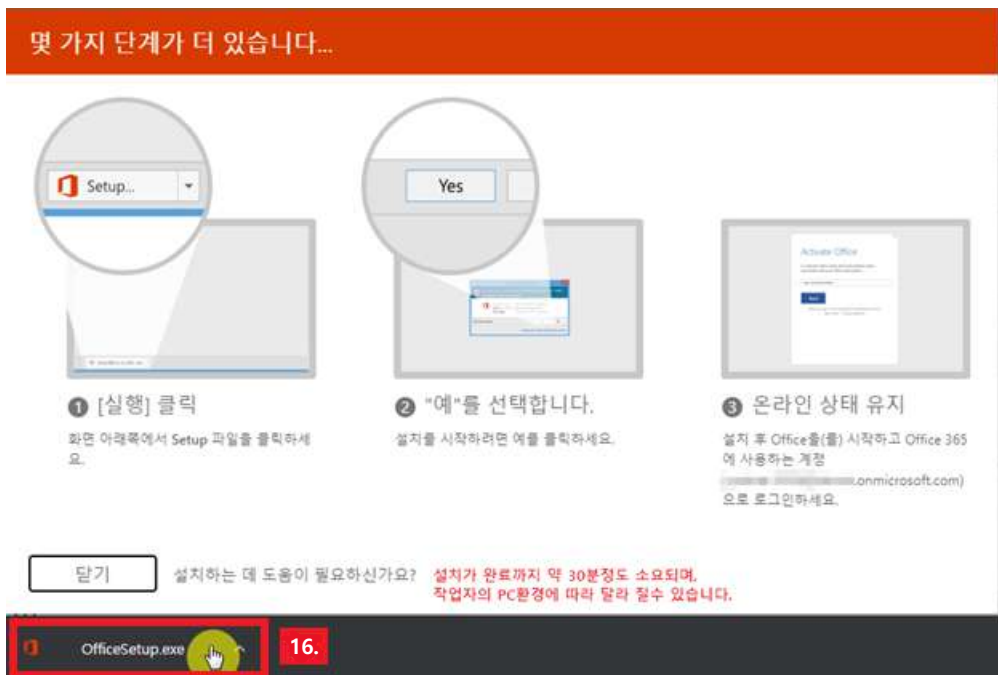 몇 가지 단계가 더 있습니다...
Setup...
Yes
Activate Office
❶ [실행] 클릭
화면 아래쪽에서 Setup 파일을 클릭하세
요.
❷ "예"를 선택합니다.
설치를 시작하려면 예를 클릭하세요.
❸ 온라인 상태 유지
설치 후 Office을(를) 시작하고 Office 365
에 사용하는 계정
.onmicrosoft.com)
으로 로그인하세요.
닫기
설치하는 데 도움이 필요하신가요?
설치가 완료까지 약 30분정도 소요되며,
작업자의 PC환경에 따라 달라 질수 있습니다.
OfficeSetup.exe
16.